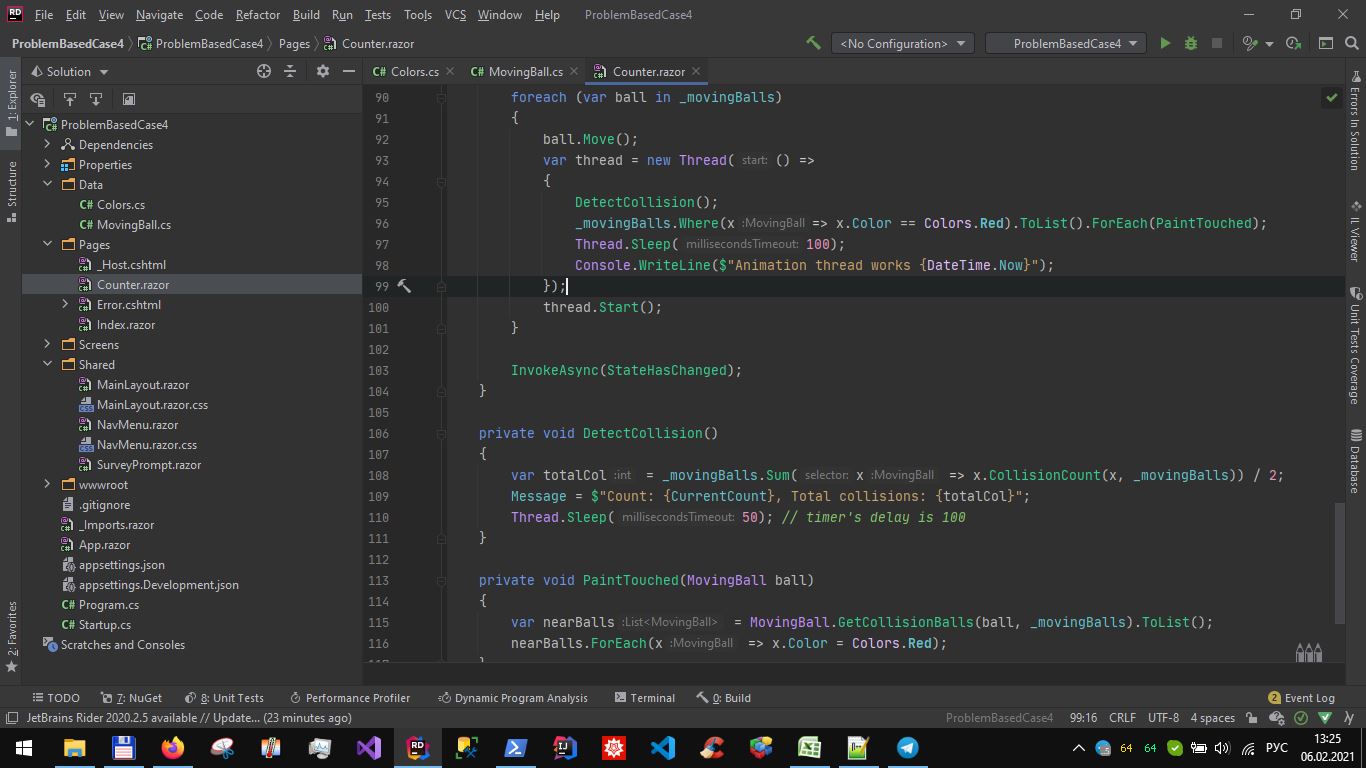 RD File Edit View Navigate Code Refactor Build Run Tests Tools VCS Window Help ProblemBasedCase4
ProblemBasedCase4 ProblemBasedCase4 Pages Counter.razor <No Configuration> ProblemBasedCase4
Solution
Colors.cs MovingBall.cs Counter.razor
1: Explorer
Structure
2: Favorites
ProblemBasedCase4
Dependencies
Properties
Data
C# Colors.cs
C# MovingBall.cs
Pages
_Host.cshtml
Counter.razor
Error.cshtml
Index.razor
Screens
Shared
MainLayout.razor
MainLayout.razor.css
NavMenu.razor
NavMenu.razor.css
SurveyPrompt.razor
wwwroot
.gitignore
_Imports.razor
App.razor
appsettings.json
appsettings.Development.json
C# Program.cs
C# Startup.cs
Scratches and Consoles
90 foreach (var ball in _movingBalls)
91 {
92 ball.Move();
93 var thread = new Thread( start: () =>
94 {
95 DetectCollision();
96 _movingBalls.Where(x :MovingBall => x.Color == Colors.Red).ToList().ForEach(PaintTouched);
97 Thread.Sleep( millisecondsTimeout: 100);
98 Console.WriteLine($"Animation thread works {DateTime.Now}");
99 });
100 thread.Start();
101 }
102
103 InvokeAsync(StateHasChanged);
104 }
105
106 private void DetectCollision()
107 {
108 var totalCol :int = _movingBalls.Sum( selector: x :MovingBall => x.CollisionCount(x, _movingBalls)) / 2;
109 Message = $"Count: {CurrentCount}, Total collisions: {totalCol}";
110 Thread.Sleep( millisecondsTimeout: 50); // timer's delay is 100
111 }
112
113 private void PaintTouched(MovingBall ball)
114 {
115 var nearBalls :List<MovingBall> = MovingBall.GetCollisionBalls(ball, _movingBalls).ToList();
116 nearBalls.ForEach(x :MovingBall => x.Color = Colors.Red);
Errors In Solution
IL Viewer
Unit Tests Coverage
Database
TODO 7: NuGet 8: Unit Tests Performance Profiler Dynamic Program Analysis Terminal 0: Build 2 Event Log
JetBrains Rider 2020.2.5 available // Update... (23 minutes ago) ProblemBasedCase4 99:16 CRLF UTF-8 4 spaces
64 64 РУС 13:25
06.02.2021